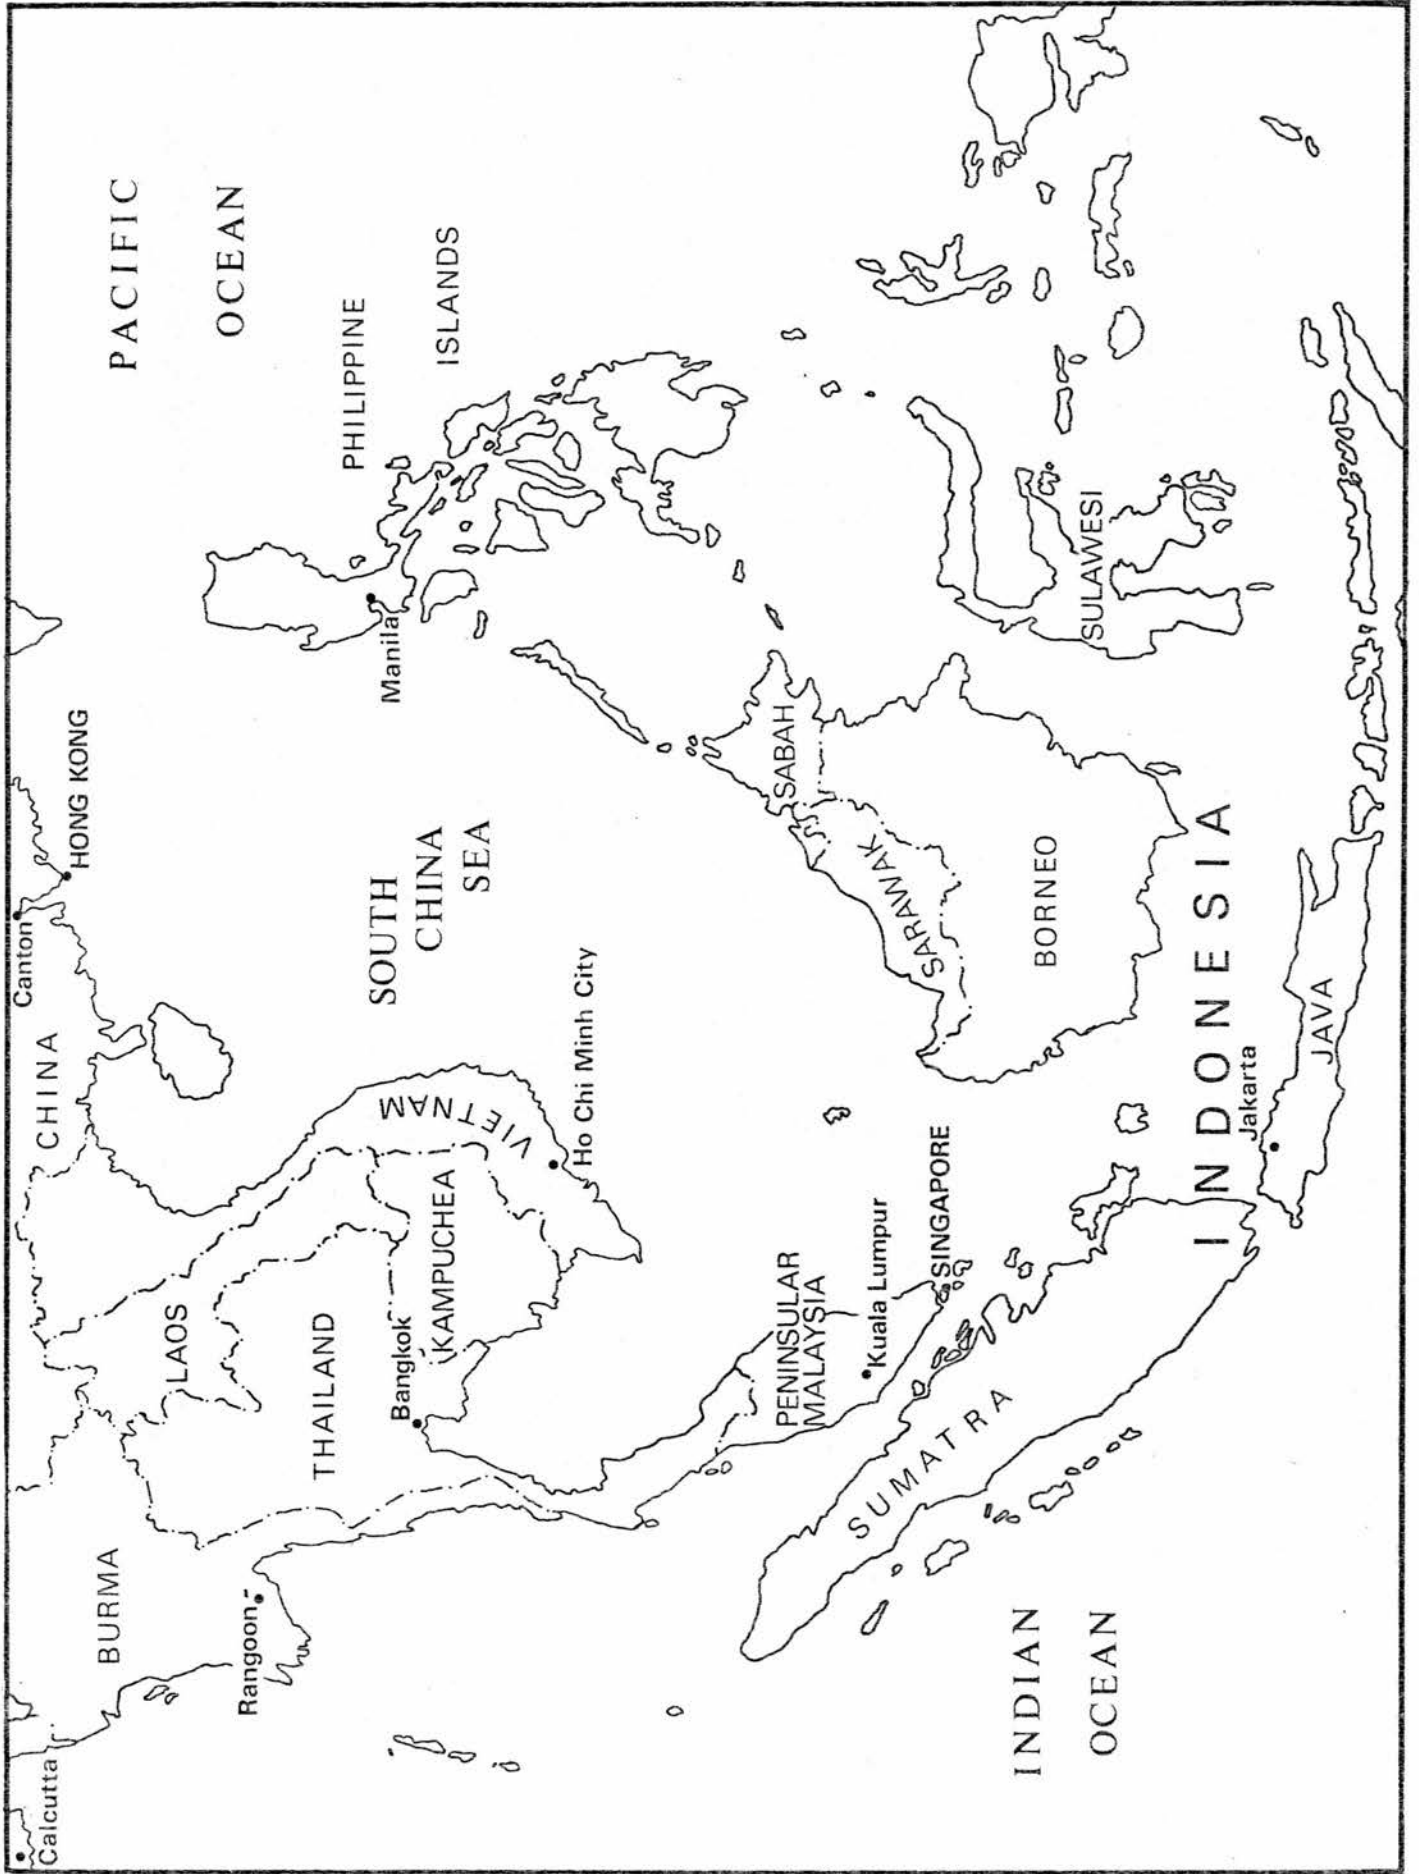 Calcutta
BURMA
Rangoon
CHINA
Canton
HONG KONG
LAOS
THAILAND
Bangkok
KAMPUCHEA
VIETNAM
Ho Chi Minh City
SOUTH
CHINA
SEA
Manila
PHILIPPINE
ISLANDS
PACIFIC
OCEAN
PENINSULAR
MALAYSIA
Kuala Lumpur
SINGAPORE
SABAH
SARAWAK
BORNEO
SULAWESI
SUMATRA
INDONESIA
Jakarta
JAVA
INDIAN
OCEAN